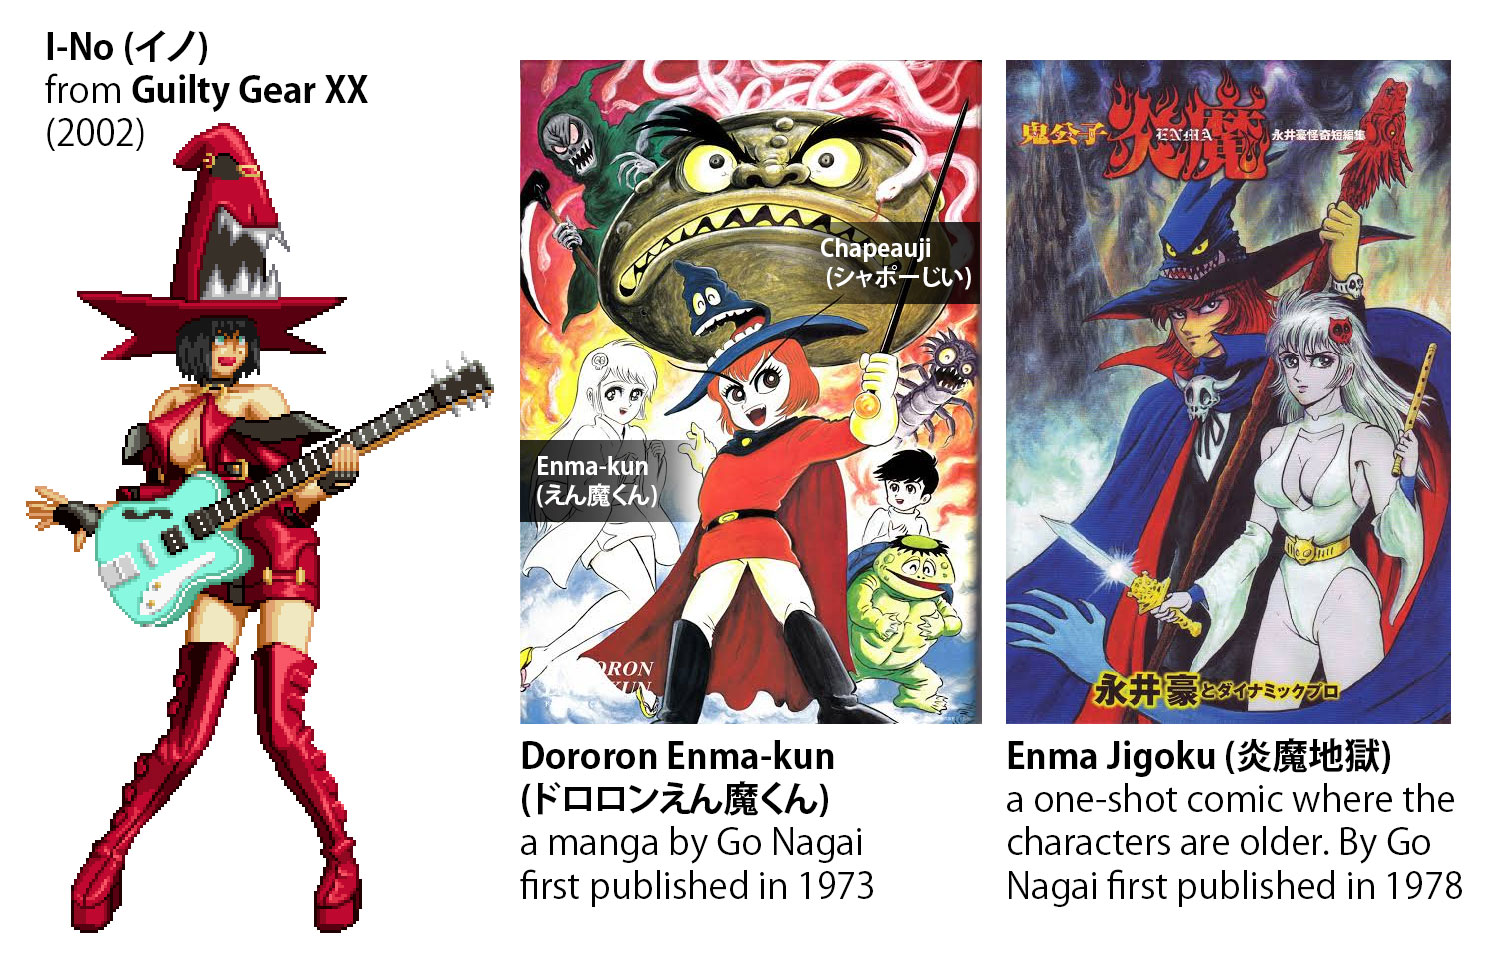 I-No (イノ)
from Guilty Gear XX
(2002)
Chapeauji
(シャポーじい)
Enma-kun
(えん魔くん)
ORON
KUN
鬼公子
炎魔
ENMA
永井豪怪奇短編集
永井豪とダイナミックプロ
Dororon Enma-kun
(ドロロンえん魔くん)
a manga by Go Nagai
first published in 1973
Enma Jigoku (炎魔地獄)
a one-shot comic where the
characters are older. By Go
Nagai first published in 1978